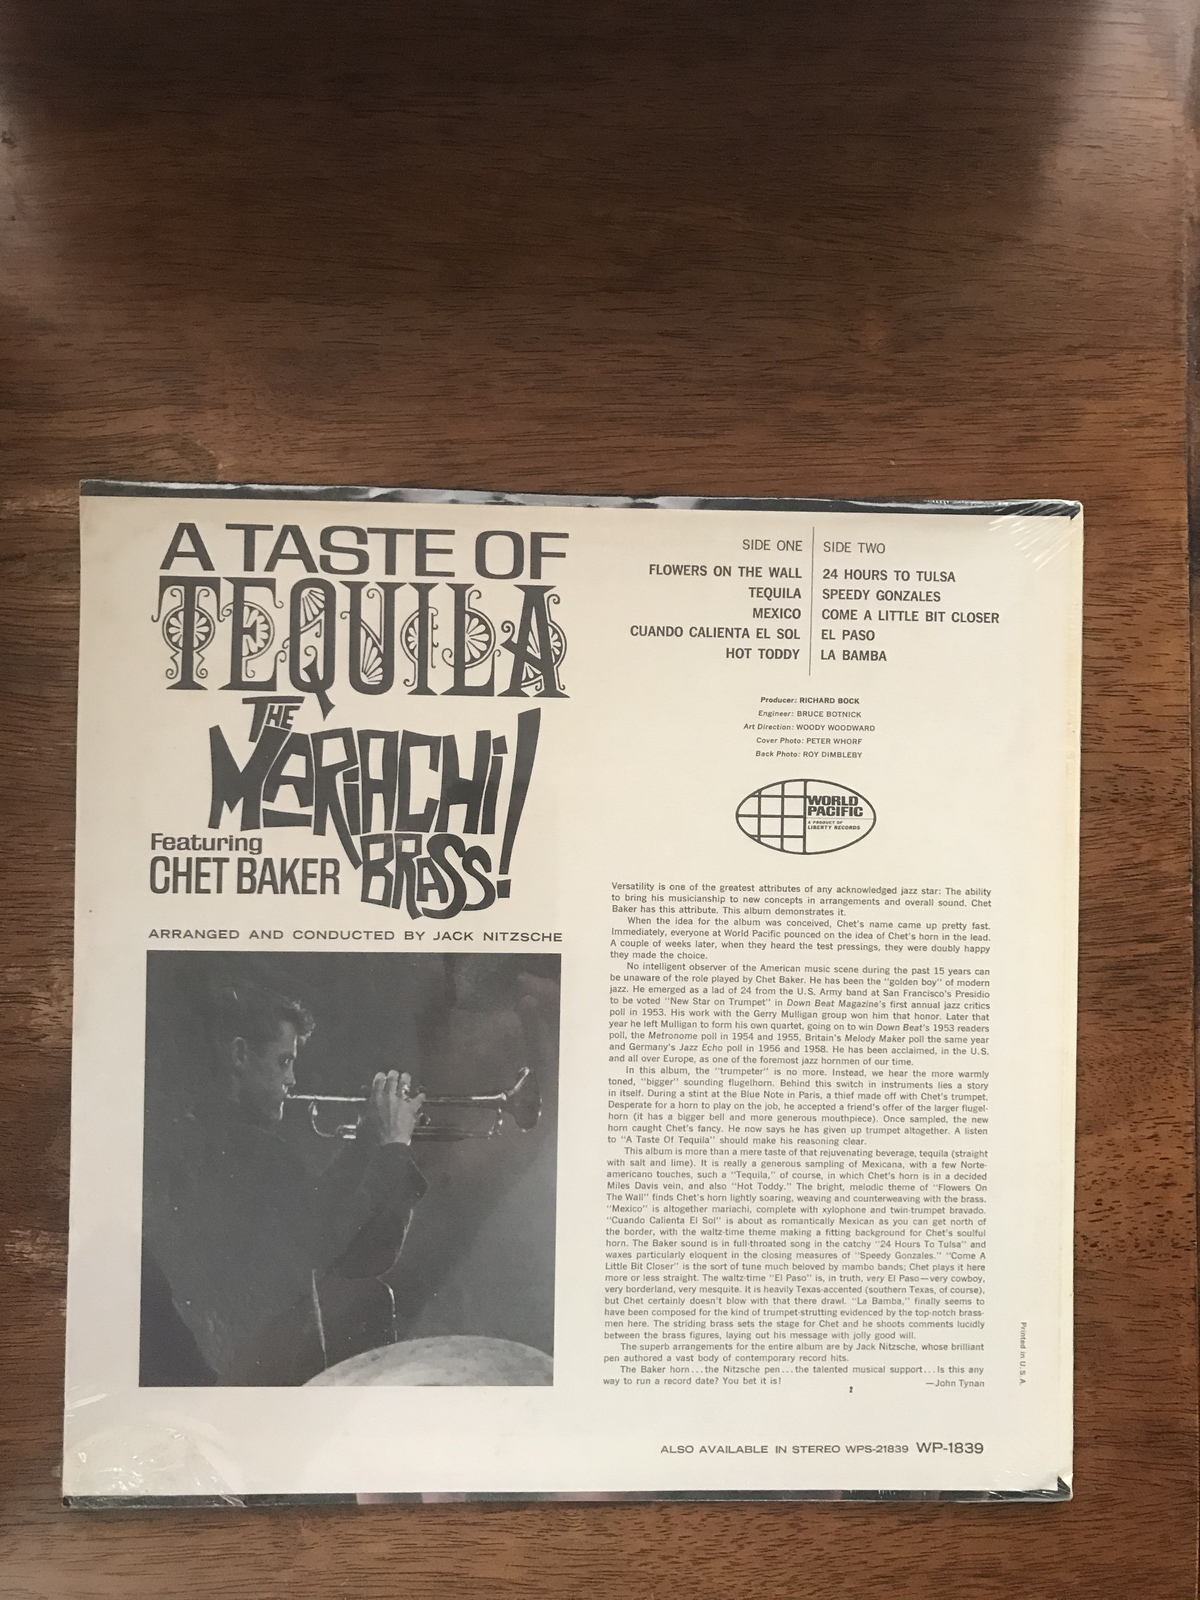 A TASTE OF
TEQUILA
THE
MARIACHI
BRASS!
Featuring
CHET BAKER
ARRANGED AND CONDUCTED BY JACK NITZSCHE
SIDE ONE
FLOWERS ON THE WALL
TEQUILA
MEXICO
CUANDO CALIENTA EL SOL
HOT TODDY
SIDE TWO
24 HOURS TO TULSA
SPEEDY GONZALES
COME A LITTLE BIT CLOSER
EL PASO
LA BAMBA
Producer: RICHARD BOCK
Engineer: BRUCE BOTNICK
Art Direction: WOODY WOODWARD
Cover Photo: PETER WHORF
Back Photo: ROY DIMBLEBY
WORLD
PACIFIC
A PRODUCT OF
LIBERTY RECORDS
Versatility is one of the greatest attributes of any acknowledged jazz star: The ability
to bring his musicianship to new concepts in arrangements and overall sound. Chet
Baker has this attribute. This album demonstrates it.
When the idea for the album was conceived, Chet's name came up pretty fast.
Immediately, everyone at World Pacific pounced on the idea of Chet's horn in the lead.
A couple of weeks later, when they heard the test pressings, they were doubly happy
they made the choice.
No intelligent observer of the American music scene during the past 15 years can
be unaware of the role played by Chet Baker. He has been the "golden boy" of modern
jazz. He emerged as a lad of 24 from the U.S. Army band at San Francisco's Presidio
to be voted "New Star on Trumpet" in Down Beat Magazine's first annual jazz critics
poll in 1953. His work with the Gerry Mulligan group won him that honor. Later that
year he left Mulligan to form his own quartet, going on to win Down Beat's 1953 readers
poll, the Metronome poll in 1954 and 1955, Britain's Melody Maker poll the same year
and Germany's Jazz Echo poll in 1956 and 1958. He has been acclaimed, in the U.S.
and all over Europe, as one of the foremost jazz hornmen of our time.
In this album, the "trumpeter" is no more. Instead, we hear the more warmly
toned, "bigger" sounding flugelhorn. Behind this switch in instruments lies a story
in itself. During a stint at the Blue Note in Paris, a thief made off with Chet's trumpet.
Desperate for a horn to play on the job, he accepted a friend's offer of the larger flugel-
horn (it has a bigger bell and more generous mouthpiece). Once sampled, the new
horn caught Chet's fancy. He now says he has given up trumpet altogether. A listen
to "A Taste Of Tequila" should make his reasoning clear.
This album is more than a mere taste of that rejuvenating beverage, tequila (straight
with salt and lime). It is really a generous sampling of Mexicana, with a few Norte-
americano touches, such a "Tequila," of course, in which Chet's horn is in a decided
Miles Davis vein, and also "Hot Toddy." The bright, melodic theme of "Flowers On
The Wall" finds Chet's horn lightly soaring, weaving and counterweaving with the brass.
"Mexico" is altogether mariachi, complete with xylophone and twin-trumpet bravado.
"Cuando Calienta El Sol" is about as romantically Mexican as you can get north of
the border, with the waltz-time theme making a fitting background for Chet's soulful
horn. The Baker sound is in full-throated song in the catchy "24 Hours To Tulsa" and
waxes particularly eloquent in the closing measures of "Speedy Gonzales." "Come A
Little Bit Closer" is the sort of tune much beloved by mambo bands; Chet plays it here
more or less straight. The waltz-time "El Paso" is, in truth, very El Paso—very cowboy,
very borderland, very mesquite. It is heavily Texas-accented (southern Texas, of course),
but Chet certainly doesn't blow with that there drawl. "La Bamba," finally seems to
have been composed for the kind of trumpet-strutting evidenced by the top-notch brass-
men here. The striding brass sets the stage for Chet and he shoots comments lucidly
between the brass figures, laying out his message with jolly good will.
The superb arrangements for the entire album are by Jack Nitzsche, whose brilliant
pen authored a vast body of contemporary record hits.
The Baker horn...the Nitzsche pen...the talented musical support...Is this any
way to run a record date? You bet it is!
—John Tynan
2
Printed in U.S.A.
ALSO AVAILABLE IN STEREO WPS-21839 WP-1839